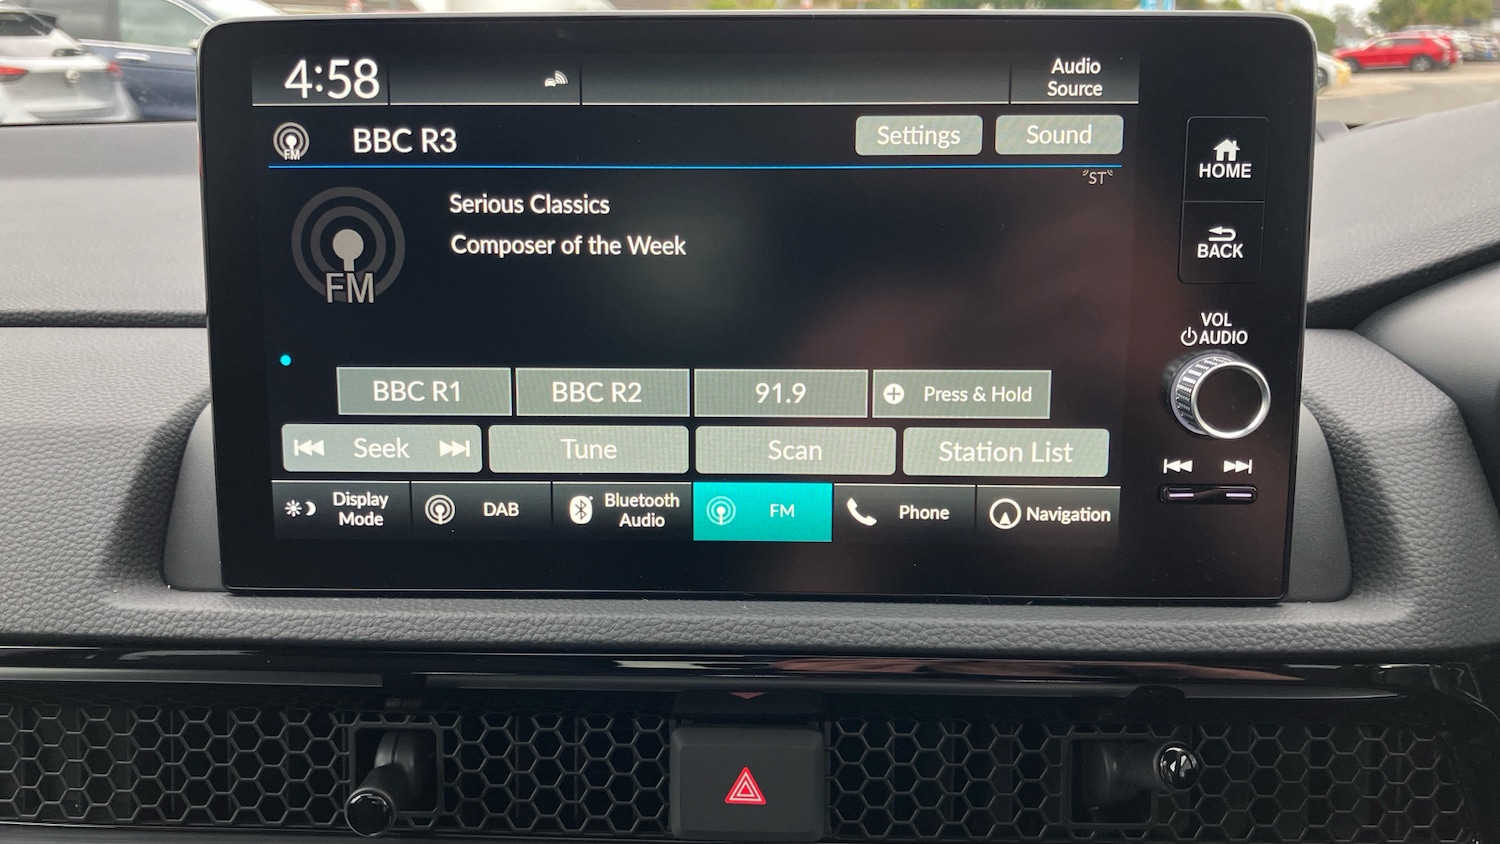 4:58
Audio
Source
FM
BBC R3
Settings
Sound
ST
HOME
Serious Classics
Composer of the Week
BACK
FM
VOL
AUDIO
BBC R1
BBC R2
91.9
Press & Hold
Seek
Tune
Scan
Station List
Display
Mode
DAB
Bluetooth
Audio
FM
Phone
Navigation